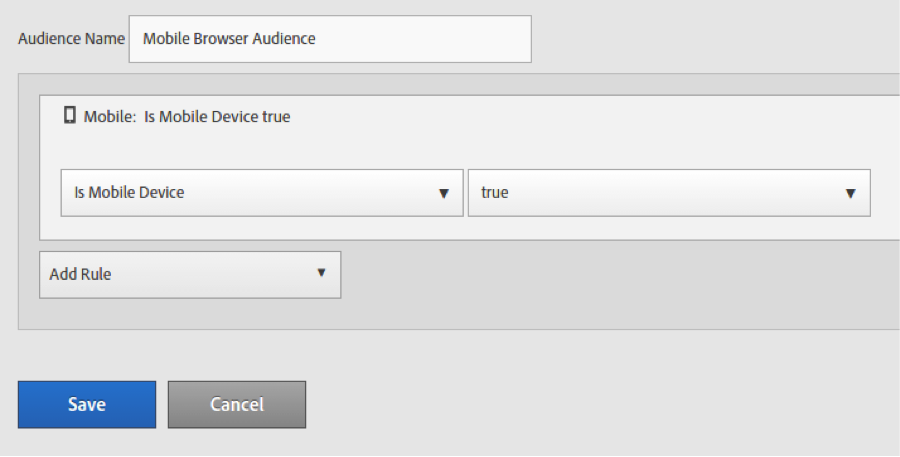 Audience Name Mobile Browser Audience
Mobile: Is Mobile Device true
Is Mobile Device true
Add Rule
Save Cancel